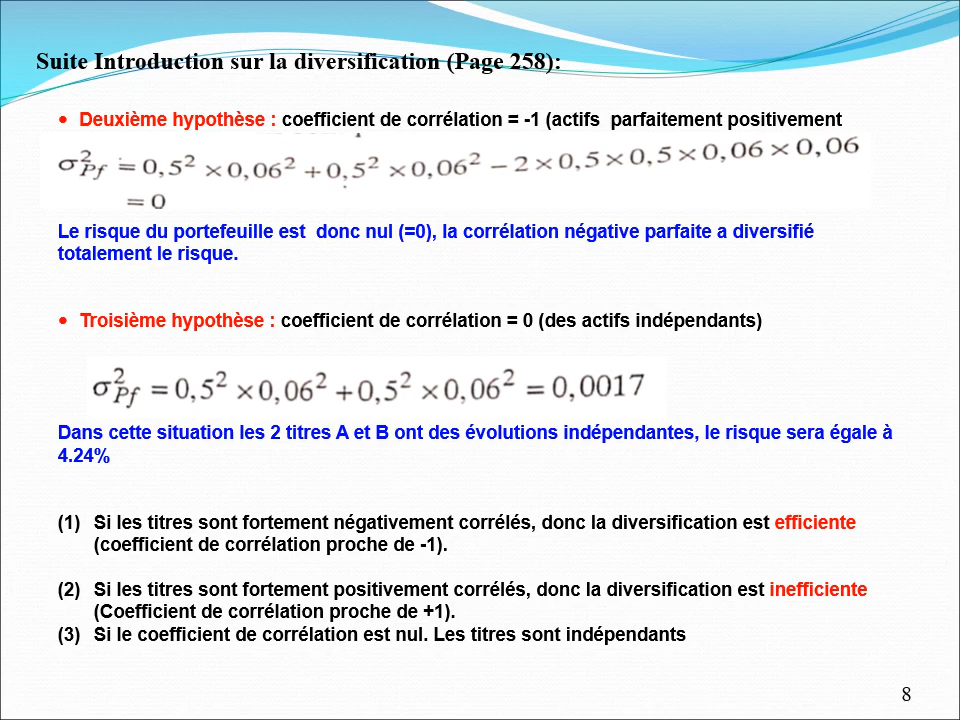 Suite Introduction sur la diversification (Page 258):
• Deuxième hypothèse : coefficient de corrélation = -1 (actifs parfaitement positivement
σ²Pf = 0,5² × 0,06² + 0,5² × 0,06² − 2 × 0,5 × 0,5 × 0,06 × 0,06
= 0
Le risque du portefeuille est donc nul (=0), la corrélation négative parfaite a diversifié
totalement le risque.
• Troisième hypothèse : coefficient de corrélation = 0 (des actifs indépendants)
σ²Pf = 0,5² × 0,06² + 0,5² × 0,06² = 0,0017
Dans cette situation les 2 titres A et B ont des évolutions indépendantes, le risque sera égale à
4.24%
(1) Si les titres sont fortement négativement corrélés, donc la diversification est efficiente
(coefficient de corrélation proche de -1).
(2) Si les titres sont fortement positivement corrélés, donc la diversification est inefficiente
(Coefficient de corrélation proche de +1).
(3) Si le coefficient de corrélation est nul. Les titres sont indépendants
8